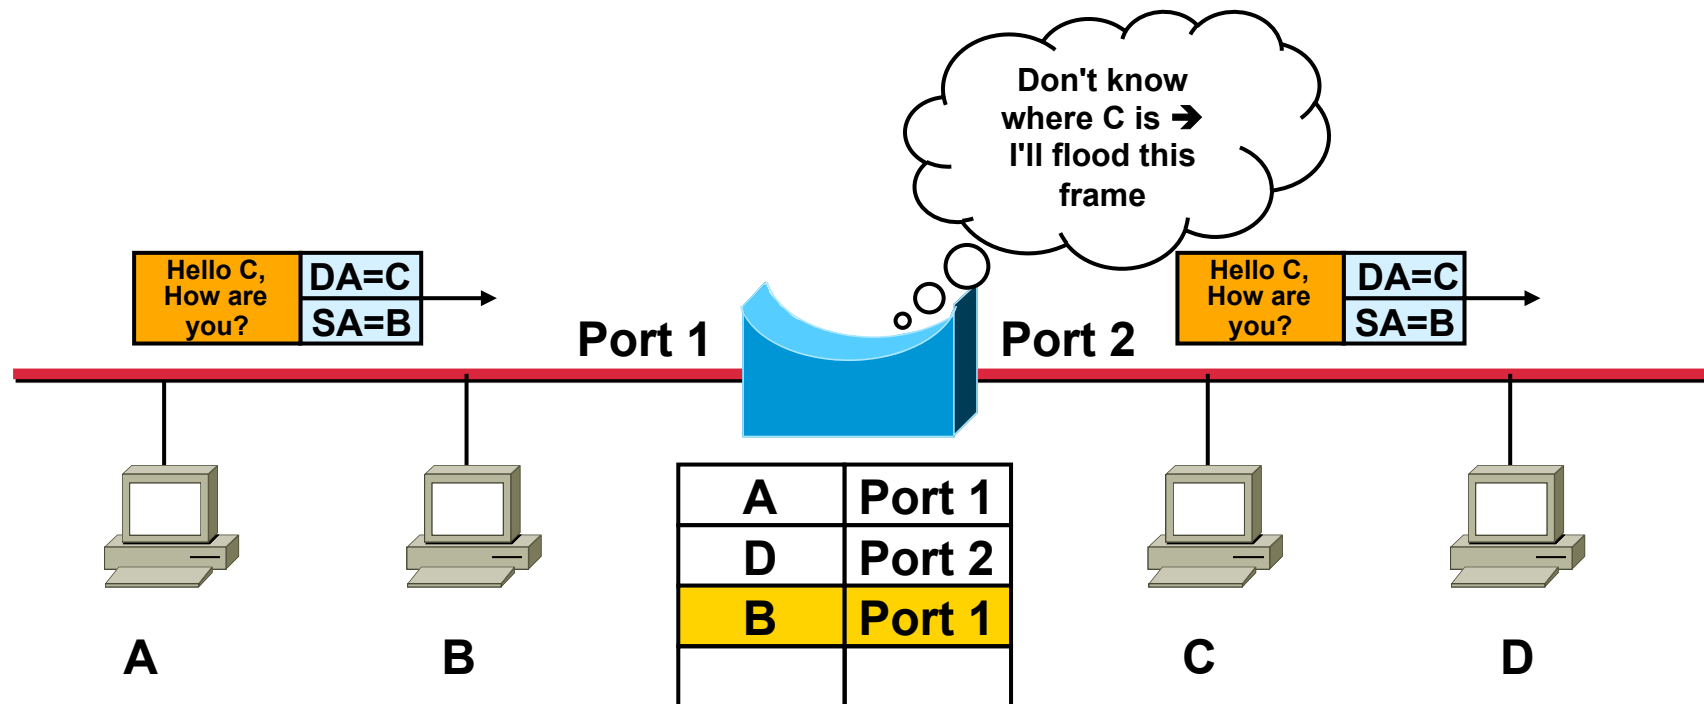 Don't know
where C is ➔
I'll flood this
frame
Hello C,
How are
you?
DA=C
SA=B
Port 1
Port 2
Hello C,
How are
you?
DA=C
SA=B
A Port 1
D Port 2
B Port 1
A
B
C
D